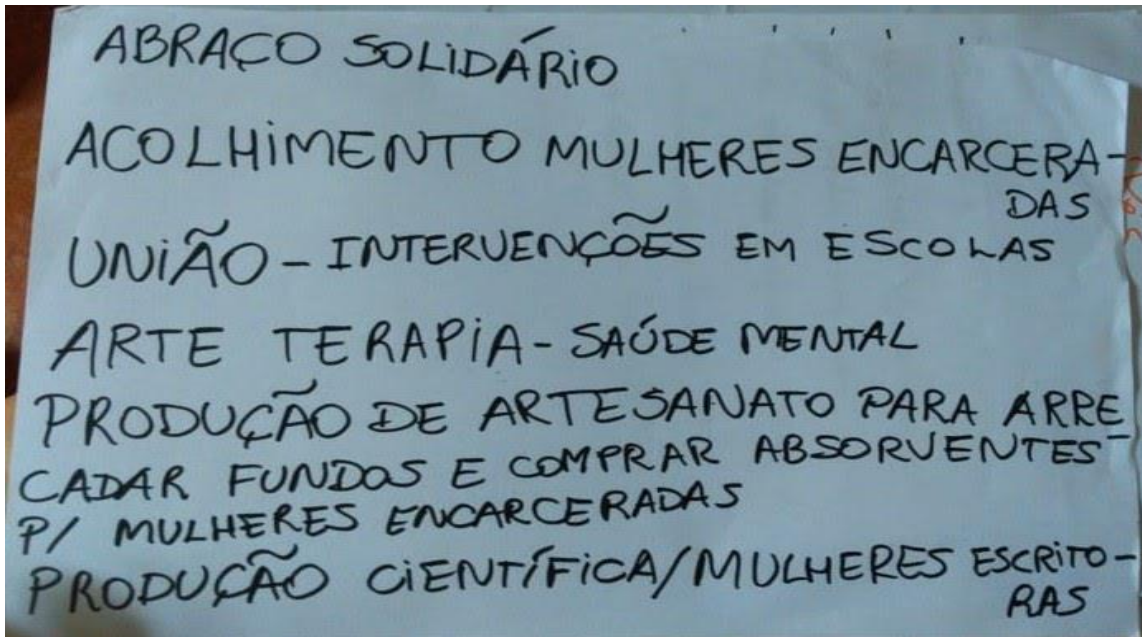 ABRAÇO SOLIDÁRIO
ACOLHIMENTO MULHERES ENCARCERA-
DAS
UNIÃO - INTERVENÇÕES EM ESCOLAS
ARTE TERAPIA - SAÚDE MENTAL
PRODUÇÃO DE ARTESANATO PARA ARRE-
CADAR FUNDOS E COMPRAR ABSORVENTES
P/ MULHERES ENCARCERADAS
PRODUÇÃO CIENTÍFICA/MULHERES ESCRITO-
RAS